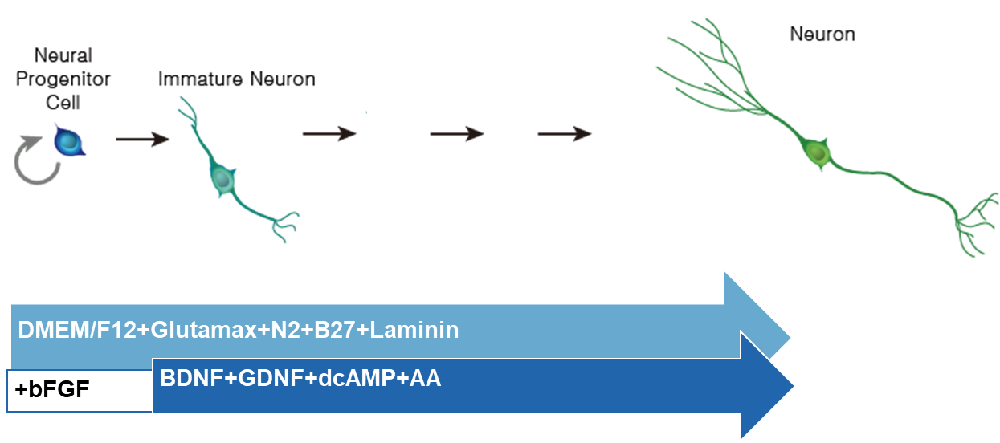 Neural
Progenitor
Cell
Immature Neuron
Neuron
DMEM/F12+Glutamax+N2+B27+Laminin
+bFGF
BDNF+GDNF+dcAMP+AA